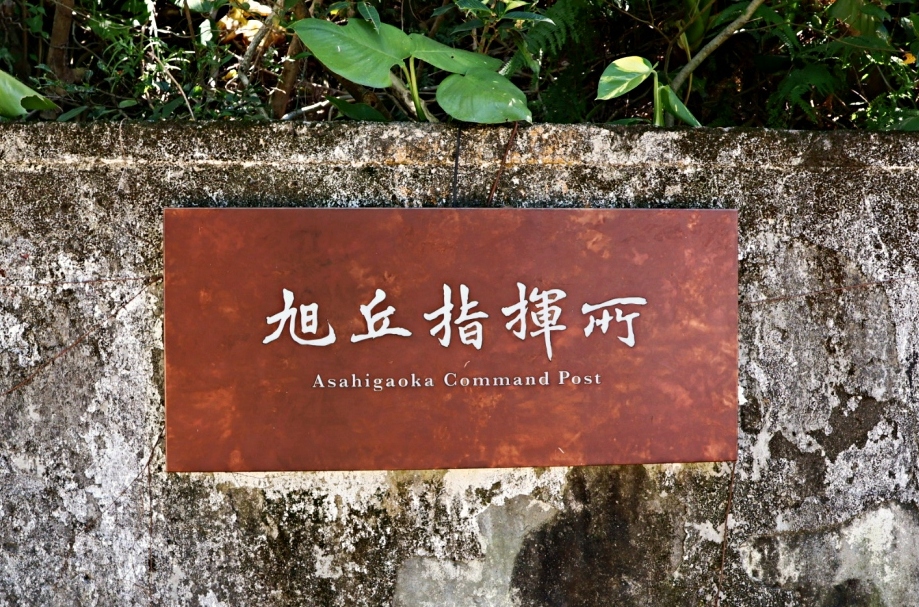 旭丘指揮所
Asahigaoka Command Post